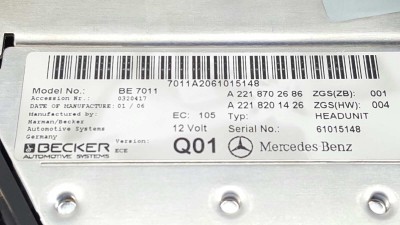 7011A2061015148
Model No.: BE 7011 A 221 870 26 86 ZGS(ZB): 001
Accession Nr.: 0320417
DATE OF MANUFACTURE: 01 / 06 A 221 820 14 26 ZGS(HW): 004
Manufactured by: EC: 105 Typ: HEADUNIT
Harman/Becker
Automotive Systems 12 Volt Serial No.: 61015148
Germany
Version:
BECKER Q01 Mercedes Benz
AUTOMOTIVE SYSTEMS ECE